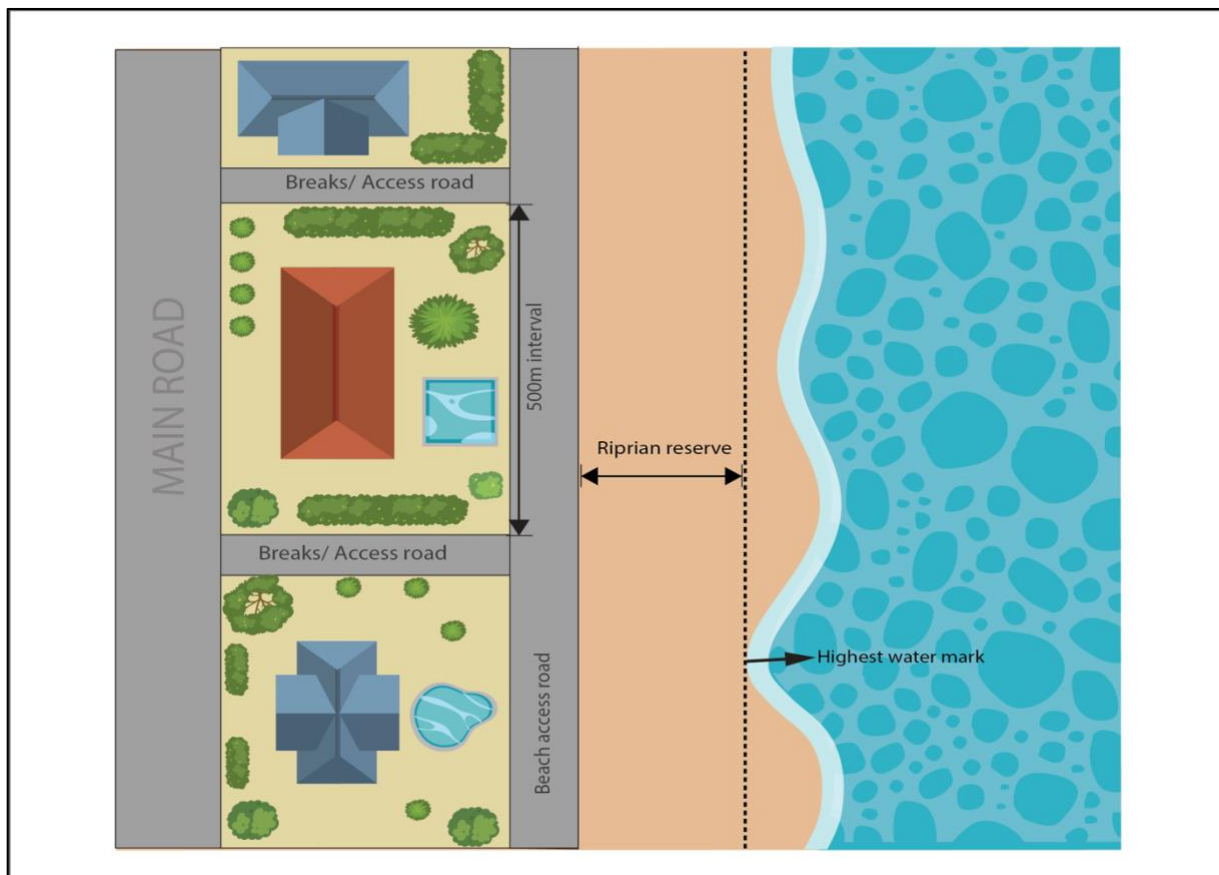 Breaks/ Access road
MAIN ROAD
500m interval
Riprian reserve
Breaks/ Access road
Highest water mark
Beach access road